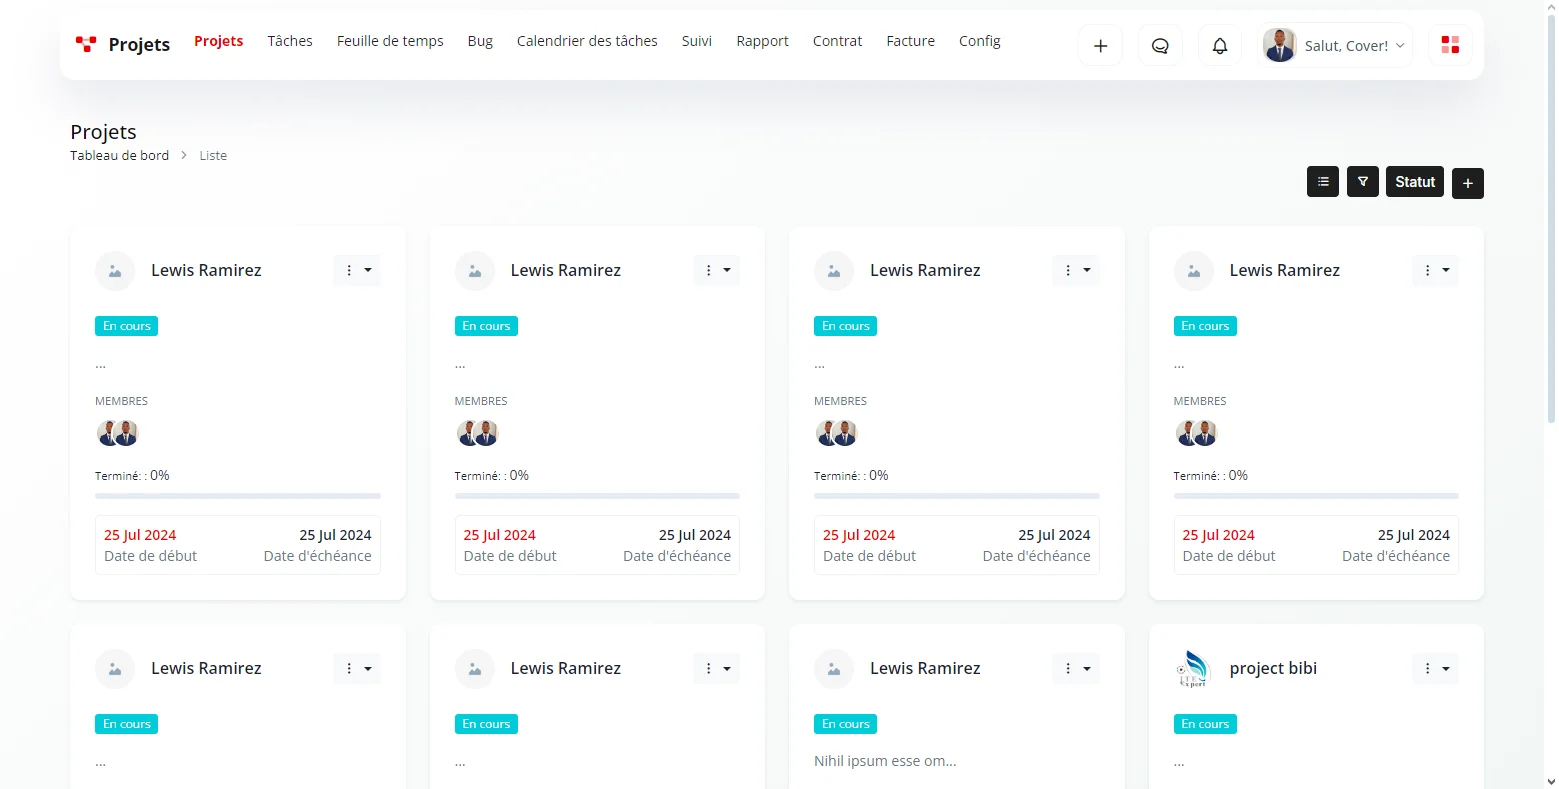 Projets
Projets Tâches Feuille de temps Bug Calendrier des tâches Suivi Rapport Contrat Facture Config
Salut, Cover!
Projets
Tableau de bord > Liste
Statut
Lewis Ramirez Lewis Ramirez Lewis Ramirez Lewis Ramirez
En cours En cours En cours En cours
... ... ... ...
MEMBRES MEMBRES MEMBRES MEMBRES
Terminé: : 0% Terminé: : 0% Terminé: : 0% Terminé: : 0%
25 Jul 2024 25 Jul 2024 25 Jul 2024 25 Jul 2024 25 Jul 2024 25 Jul 2024 25 Jul 2024 25 Jul 2024
Date de début Date d'échéance Date de début Date d'échéance Date de début Date d'échéance Date de début Date d'échéance
Lewis Ramirez Lewis Ramirez Lewis Ramirez project bibi
En cours En cours En cours En cours
... ... Nihil ipsum esse om... ...